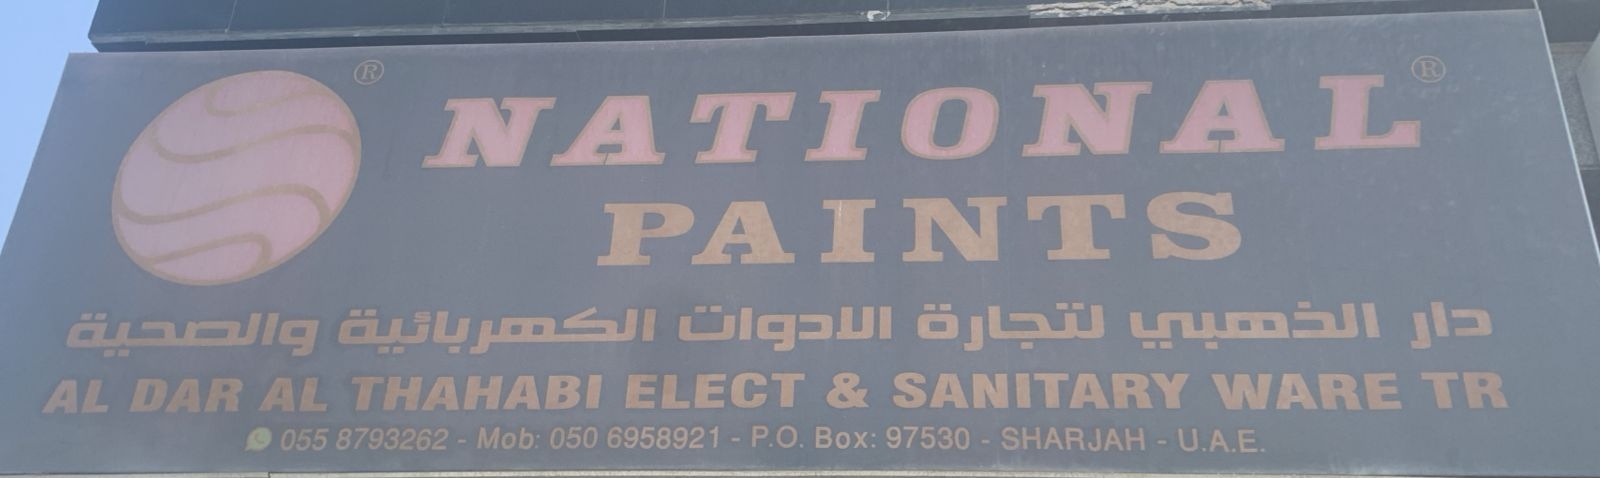 ® NATIONAL ®
PAINTS
دار الذهبي لتجارة الادوات الكهربائية والصحية
AL DAR AL THAHABI ELECT & SANITARY WARE TR
055 8793262 - Mob: 050 6958921 - P.O. Box: 97530 - SHARJAH - U.A.E.